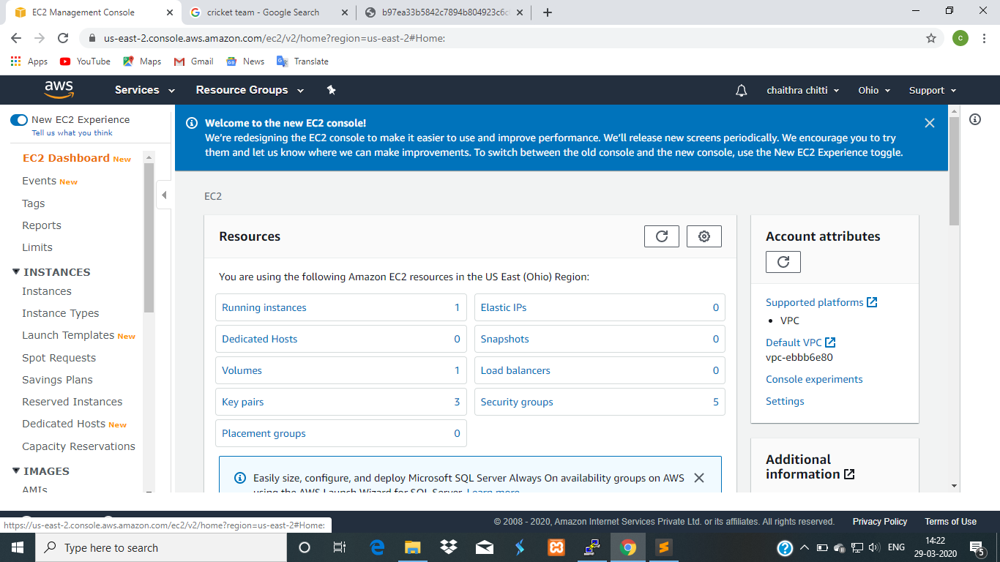 EC2 Management Console
cricket team - Google Search
us-east-2.console.aws.amazon.com/ec2/v2/home?region=us-east-2#Home:
c
Apps
YouTube
Maps
Gmail
News
Translate
aws
Services
Resource Groups
chaithra chitti
Ohio
Support
New EC2 Experience
Tell us what you think
EC2 Dashboard New
Events New
Tags
Reports
Limits
INSTANCES
Instances
Instance Types
Launch Templates New
Spot Requests
Savings Plans
Reserved Instances
Dedicated Hosts New
Capacity Reservations
IMAGES
AMIs
Welcome to the new EC2 console!
We're redesigning the EC2 console to make it easier to use and improve performance. We'll release new screens periodically. We encourage you to try
them and let us know where we can make improvements. To switch between the old console and the new console, use the New EC2 Experience toggle.
EC2
Resources
You are using the following Amazon EC2 resources in the US East (Ohio) Region:
Running instances 1
Elastic IPs 0
Dedicated Hosts 0
Snapshots 0
Volumes 1
Load balancers 0
Key pairs 3
Security groups 5
Placement groups 0
Easily size, configure, and deploy Microsoft SQL Server Always On availability groups on AWS
using the AWS Launch Wizard for SQL Server. Learn more
Account attributes
Supported platforms
• VPC
Default VPC
vpc-ebbb6e80
Console experiments
Settings
Additional
information
https://us-east-2.console.aws.amazon.com/ec2/v2/home?region=us-east-2#Home:
© 2008 - 2020, Amazon Internet Services Private Ltd. or its affiliates. All rights reserved.
Privacy Policy
Terms of Use
Type here to search
ENG
14:22
29-03-2020
5